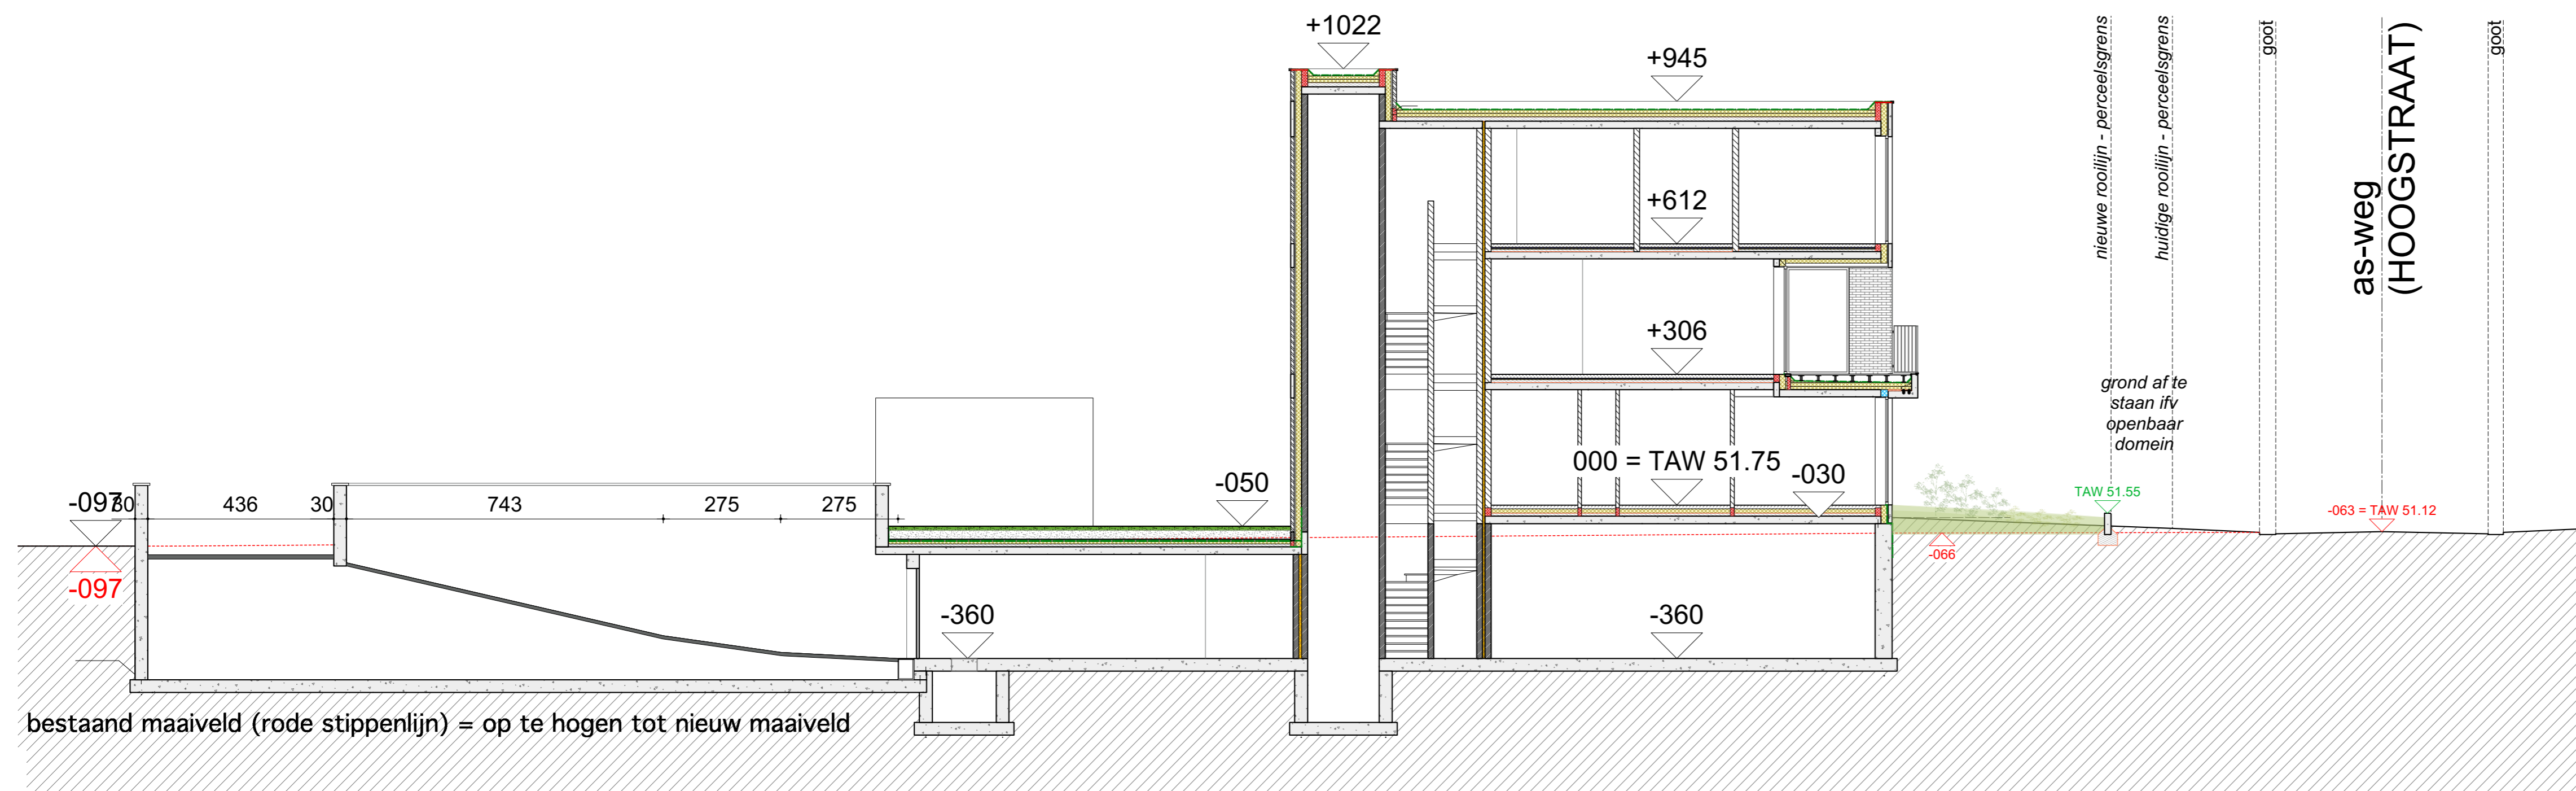 +1022
+945
+612
+306
000 = TAW 51.75
-030
-050
-097
30
436
30
743
275
275
-097
-360
-360
bestaand maaiveld (rode stippenlijn) = op te hogen tot nieuw maaiveld
nieuwe rooilijn - perceelsgrens
huidige rooilijn - perceelsgrens
goot
as-weg
(HOOGSTRAAT)
goot
grond af te
staan ifv
openbaar
domein
TAW 51.55
-063 = TAW 51.12
-066